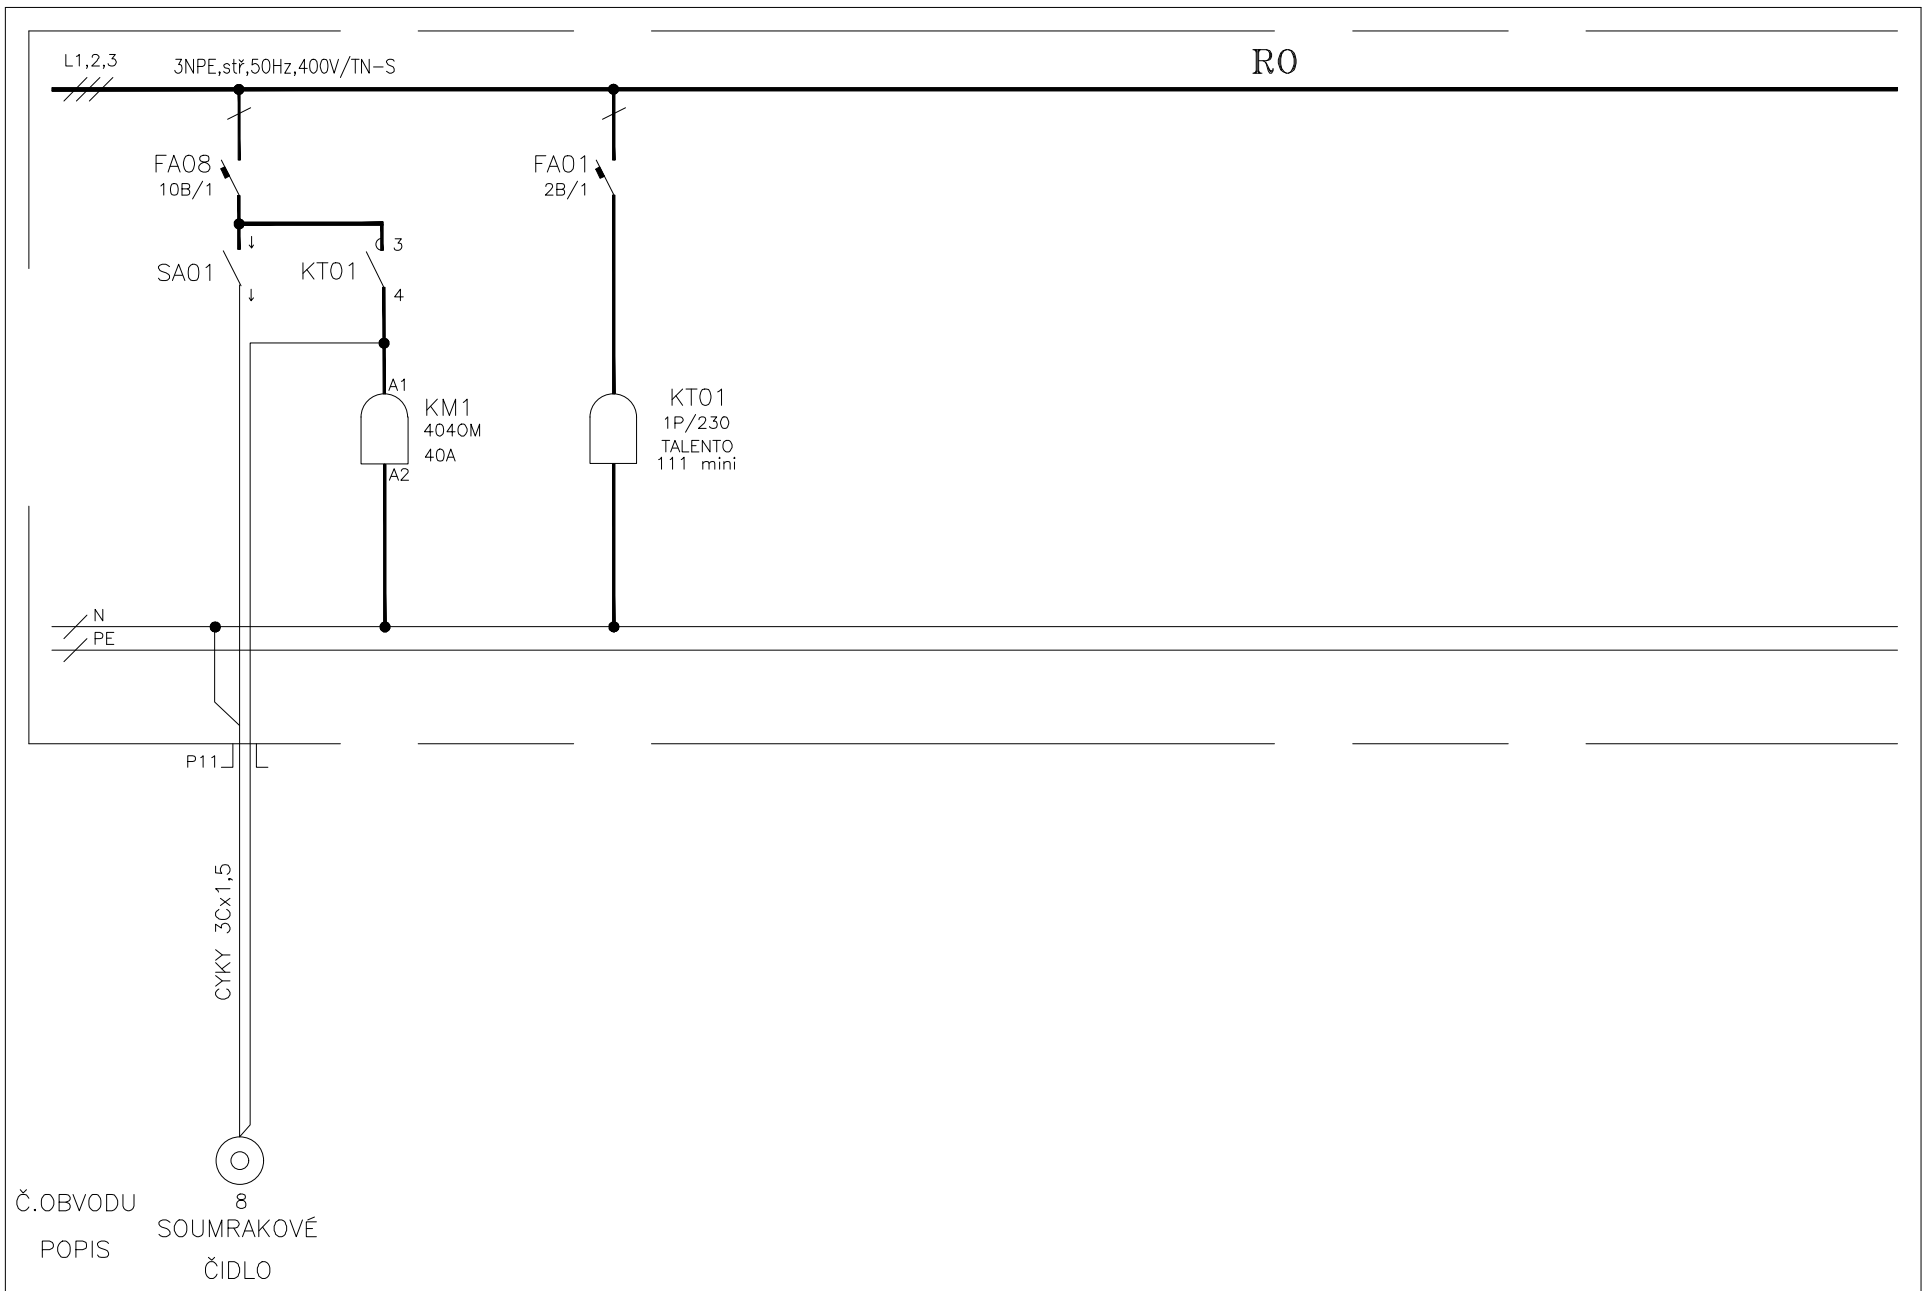 L1,2,3
3NPE,stř,50Hz,400V/TN-S
RO
FA08
10B/1
FA01
2B/1
3
SA01
KT01
4
A1
KM1
4040M
40A
A2
KT01
1P/230
TALENTO
111 mini
N
PE
P11
CYKY 3Cx1,5
Č.OBVODU
8
POPIS
SOUMRAKOVÉ
ČIDLO